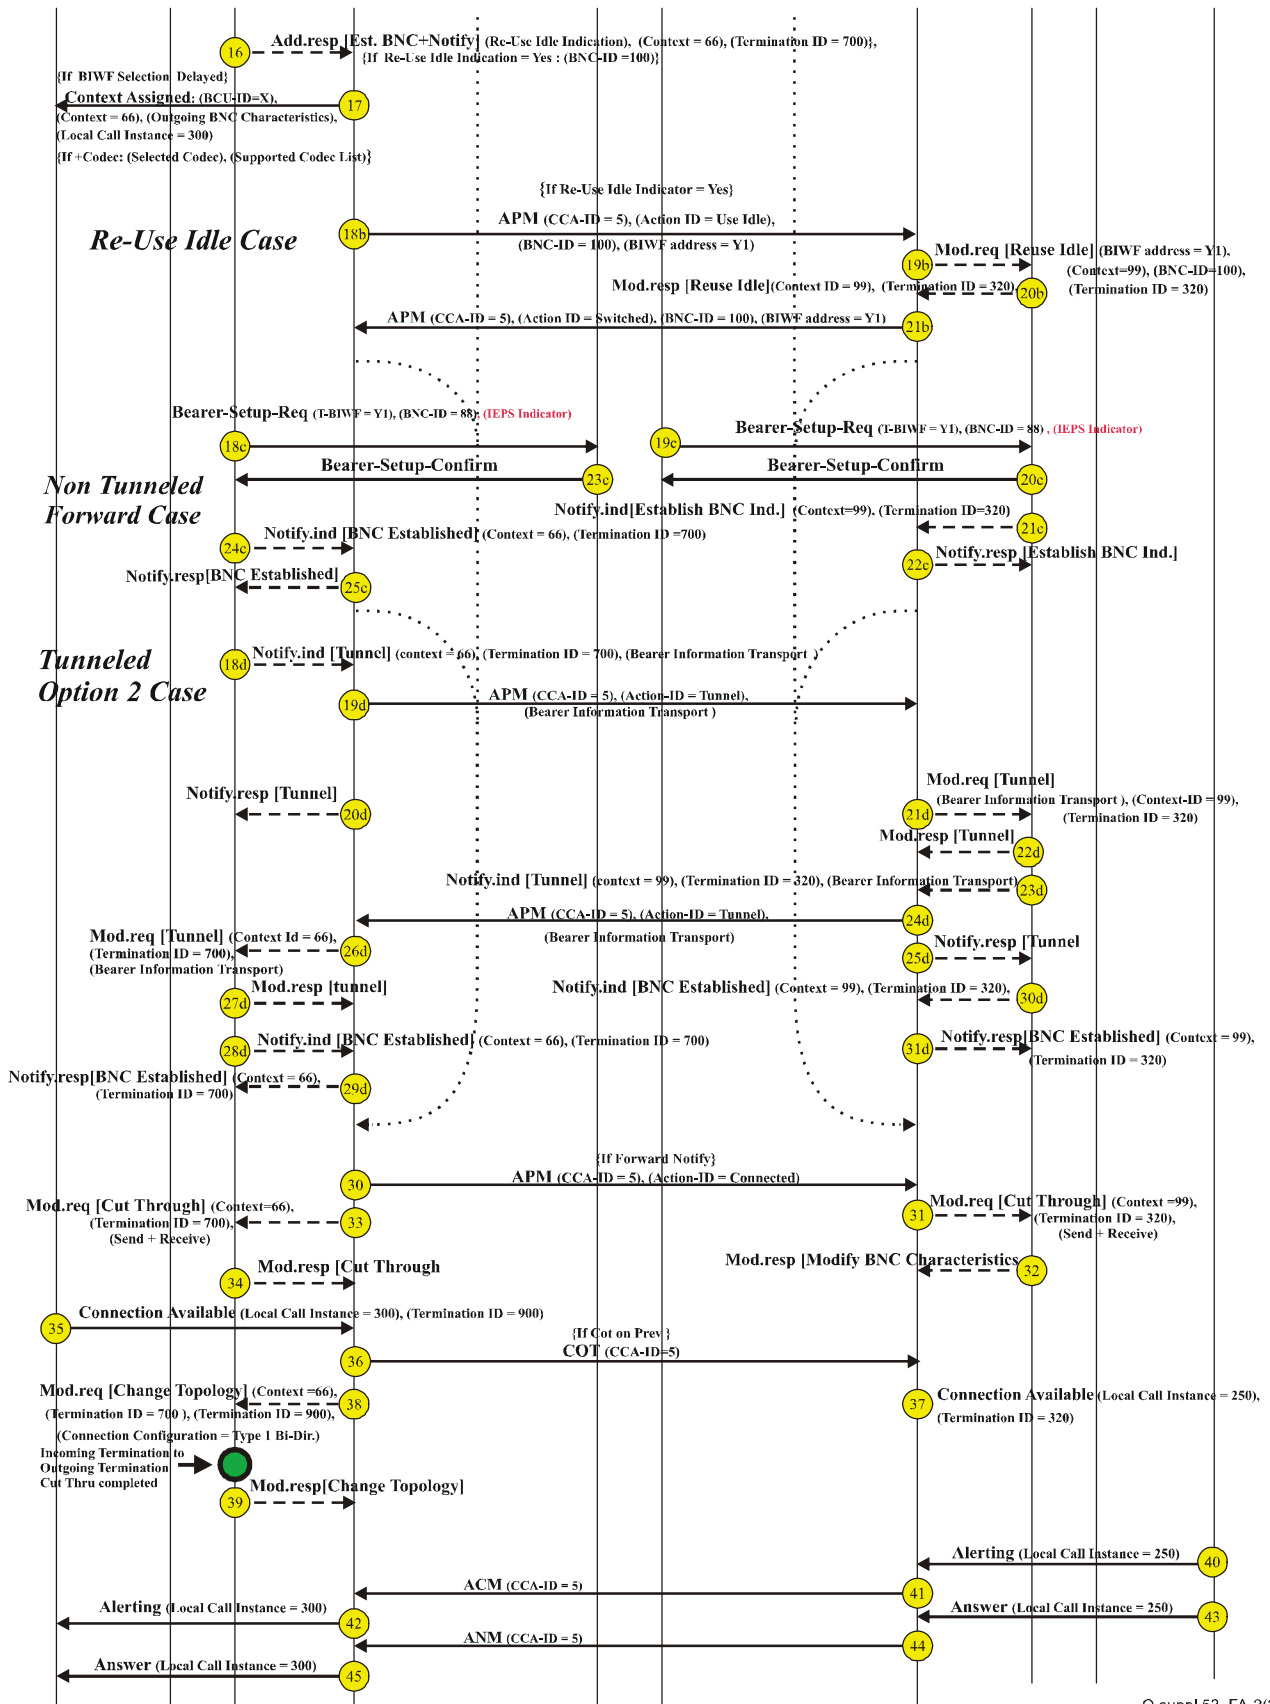 Add.resp [Est. BNC+Notify] (Re-Use Idle Indication), (Context = 66), (Termination ID = 700)},
16
{If Re-Use Idle Indication = Yes : (BNC-ID =100)}
{If BIWF Selection Delayed}
Context Assigned: (BCU-ID=X),
17
(Context = 66), (Outgoing BNC Characteristics),
(Local Call Instance = 300)
{If +Codec: (Selected Codec), (Supported Codec List)}
{If Re-Use Idle Indicator = Yes}
APM (CCA-ID = 5), (Action ID = Use Idle),
Re-Use Idle Case
18b
(BNC-ID = 100), (BIWF address = Y1)
19b
Mod.req [Reuse Idle] (BIWF address = Y1),
(Context=99), (BNC-ID=100),
(Termination ID = 320)
Mod.resp [Reuse Idle](Context ID = 99), (Termination ID = 320),
20b
APM (CCA-ID = 5), (Action ID = Switched), (BNC-ID = 100), (BIWF address = Y1)
21b
Bearer-Setup-Req (T-BIWF = Y1), (BNC-ID = 88), (IEPS Indicator)
18c
Bearer-Setup-Req (T-BIWF = Y1), (BNC-ID = 88) , (IEPS Indicator)
19c
Bearer-Setup-Confirm
23c
Bearer-Setup-Confirm
20c
Non Tunneled
Forward Case
Notify.ind[Establish BNC Ind.] (Context=99), (Termination ID=320)
21c
Notify.ind [BNC Established] (Context = 66), (Termination ID =700)
24c
22c
Notify.resp [Establish BNC Ind.]
Notify.resp[BNC Established]
25c
Tunneled
Option 2 Case
18d
Notify.ind [Tunnel] (context = 66), (Termination ID = 700), (Bearer Information Transport )
19d
APM (CCA-ID = 5), (Action-ID = Tunnel),
(Bearer Information Transport )
Mod.req [Tunnel]
Notify.resp [Tunnel]
20d
21d
(Bearer Information Transport ), (Context-ID = 99),
(Termination ID = 320)
Mod.resp [Tunnel]
22d
Notify.ind [Tunnel] (context = 99), (Termination ID = 320), (Bearer Information Transport)
23d
APM (CCA-ID = 5), (Action-ID = Tunnel),
24d
(Bearer Information Transport)
Mod.req [Tunnel] (Context Id = 66),
(Termination ID = 700),
(Bearer Information Transport)
26d
25d
Notify.resp [Tunnel
27d
Mod.resp [tunnel]
Notify.ind [BNC Established] (Context = 99), (Termination ID = 320),
30d
28d
Notify.ind [BNC Established] (Context = 66), (Termination ID = 700)
31d
Notify.resp[BNC Established] (Context = 99),
(Termination ID = 320)
Notify.resp[BNC Established] (Context = 66),
(Termination ID = 700)
29d
{If Forward Notify}
APM (CCA-ID = 5), (Action-ID = Connected)
30
Mod.req [Cut Through] (Context=66),
(Termination ID = 700),
(Send + Receive)
33
31
Mod.req [Cut Through] (Context =99),
(Termination ID = 320),
(Send + Receive)
Mod.resp [Modify BNC Characteristics
32
34
Mod.resp [Cut Through
Connection Available (Local Call Instance = 300), (Termination ID = 900)
35
{If Cot on Prev }
COT (CCA-ID=5)
36
Mod.req [Change Topology] (Context =66),
38
(Termination ID = 700 ), (Termination ID = 900),
(Connection Configuration = Type 1 Bi-Dir.)
37
Connection Available (Local Call Instance = 250),
(Termination ID = 320)
Incoming Termination to
Outgoing Termination
Cut Thru completed
39
Mod.resp[Change Topology]
Alerting (Local Call Instance = 250)
40
ACM (CCA-ID = 5)
41
Alerting (Local Call Instance = 300)
42
Answer (Local Call Instance = 250)
43
ANM (CCA-ID = 5)
44
Answer (Local Call Instance = 300)
45